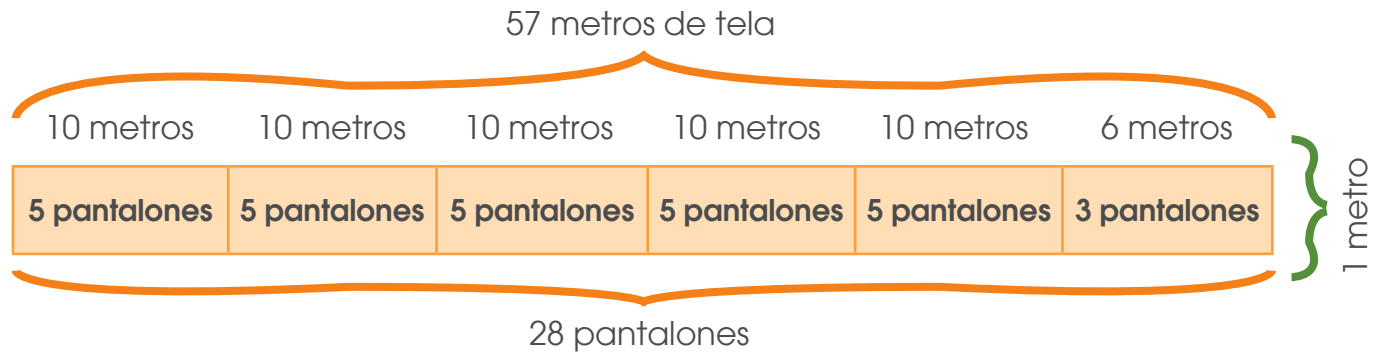 57 metros de tela
10 metros 10 metros 10 metros 10 metros 10 metros 6 metros
5 pantalones 5 pantalones 5 pantalones 5 pantalones 5 pantalones 3 pantalones
1 metro
28 pantalones